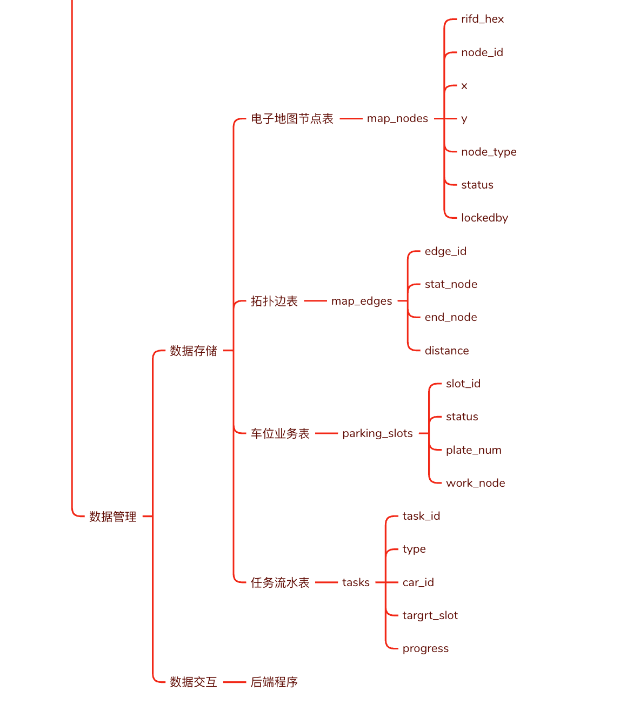 数据管理
数据存储
电子地图节点表
map_nodes
rifd_hex
node_id
x
y
node_type
status
lockedby
拓扑边表
map_edges
edge_id
stat_node
end_node
distance
车位业务表
parking_slots
slot_id
status
plate_num
work_node
任务流水表
tasks
task_id
type
car_id
targrt_slot
progress
数据交互
后端程序